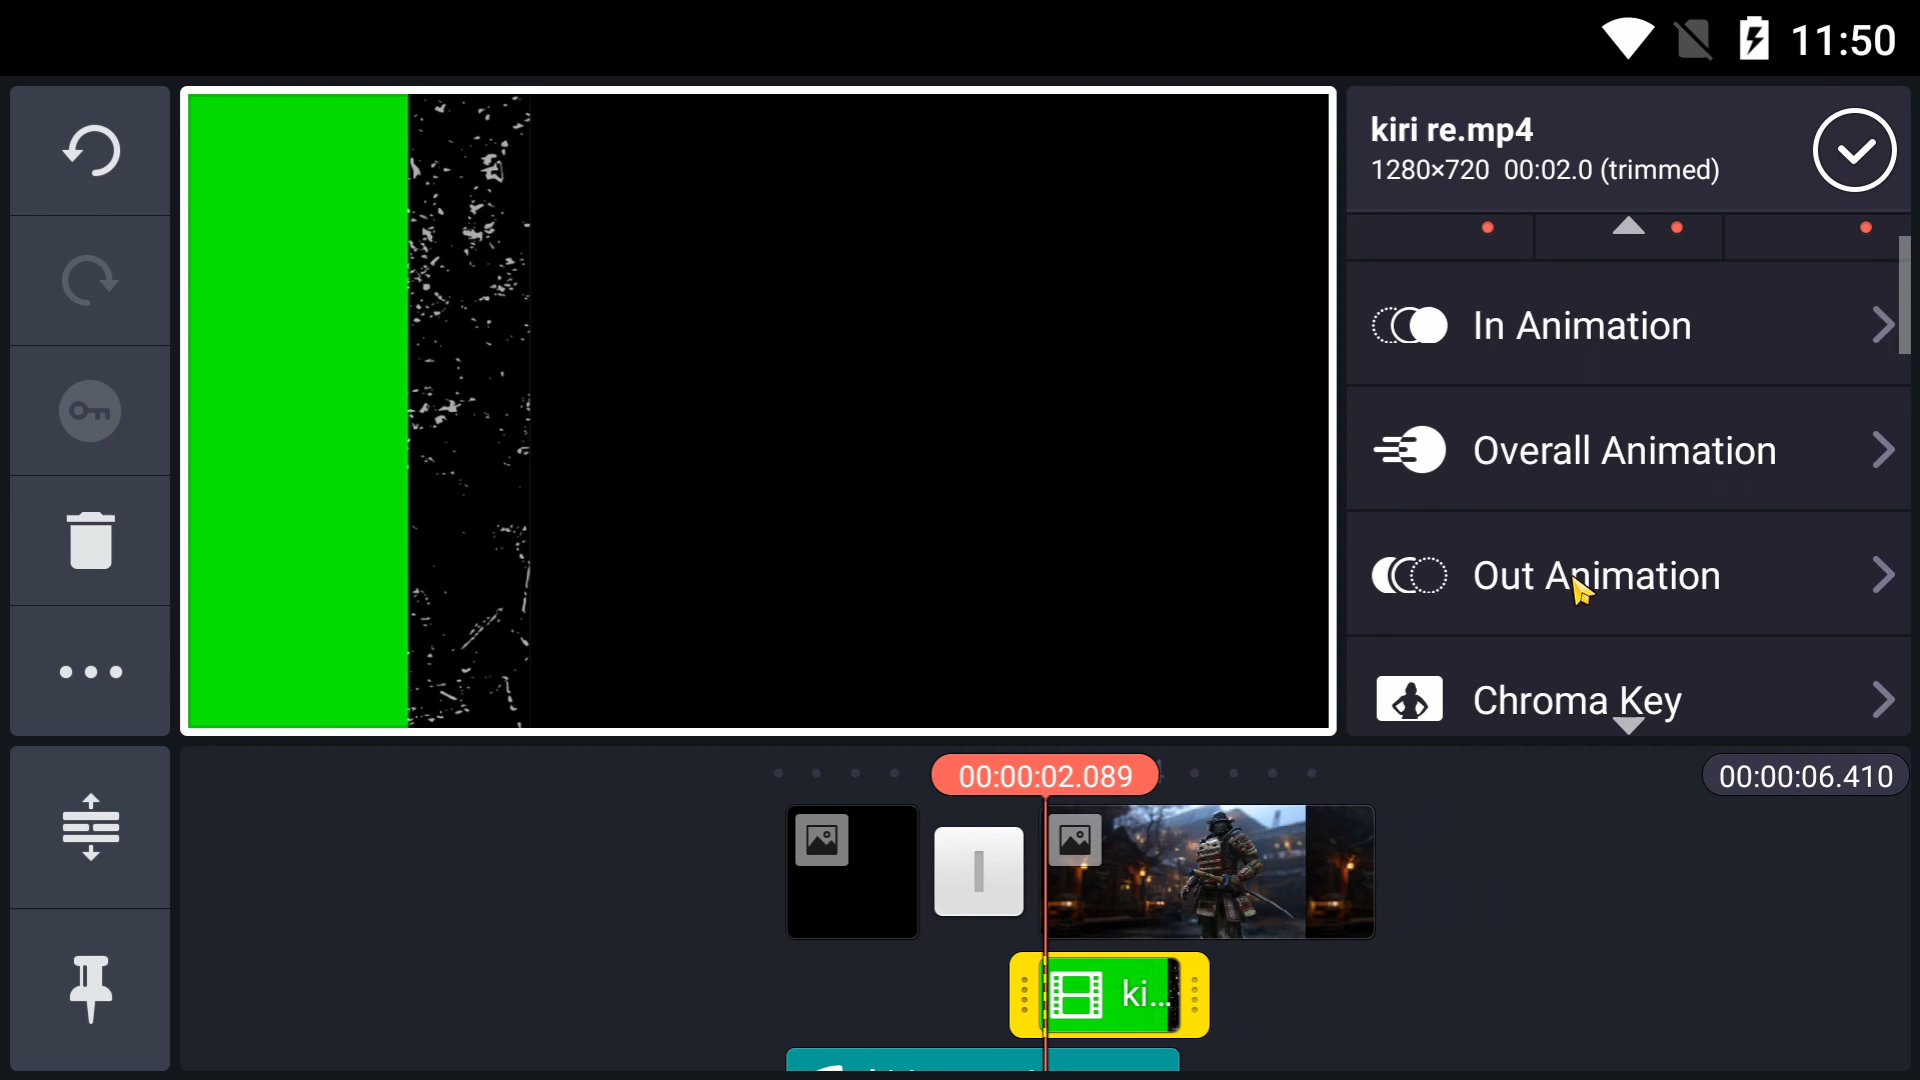 11:50
kiri re.mp4
1280×720 00:02.0 (trimmed)
In Animation
Overall Animation
Out Animation
Chroma Key
00:00:02.089
00:00:06.410
ki...